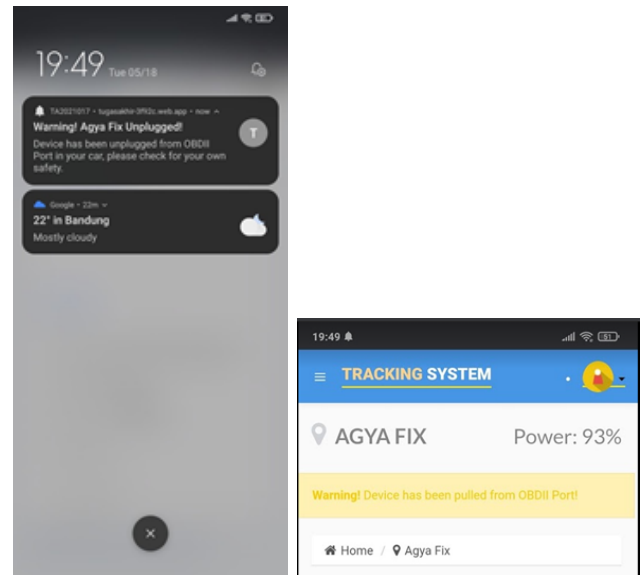 19:49 Tue 05/18
TA2021017 • tugasakhir-3f92c.web.app • now
Warning! Agya Fix Unplugged!
Device has been unplugged from OBDII
Port in your car, please check for your own
safety.
T
Google • 22m
22° in Bandung
Mostly cloudy
19:49
51
TRACKING SYSTEM
AGYA FIX
Power: 93%
Warning! Device has been pulled from OBDII Port!
Home / Agya Fix